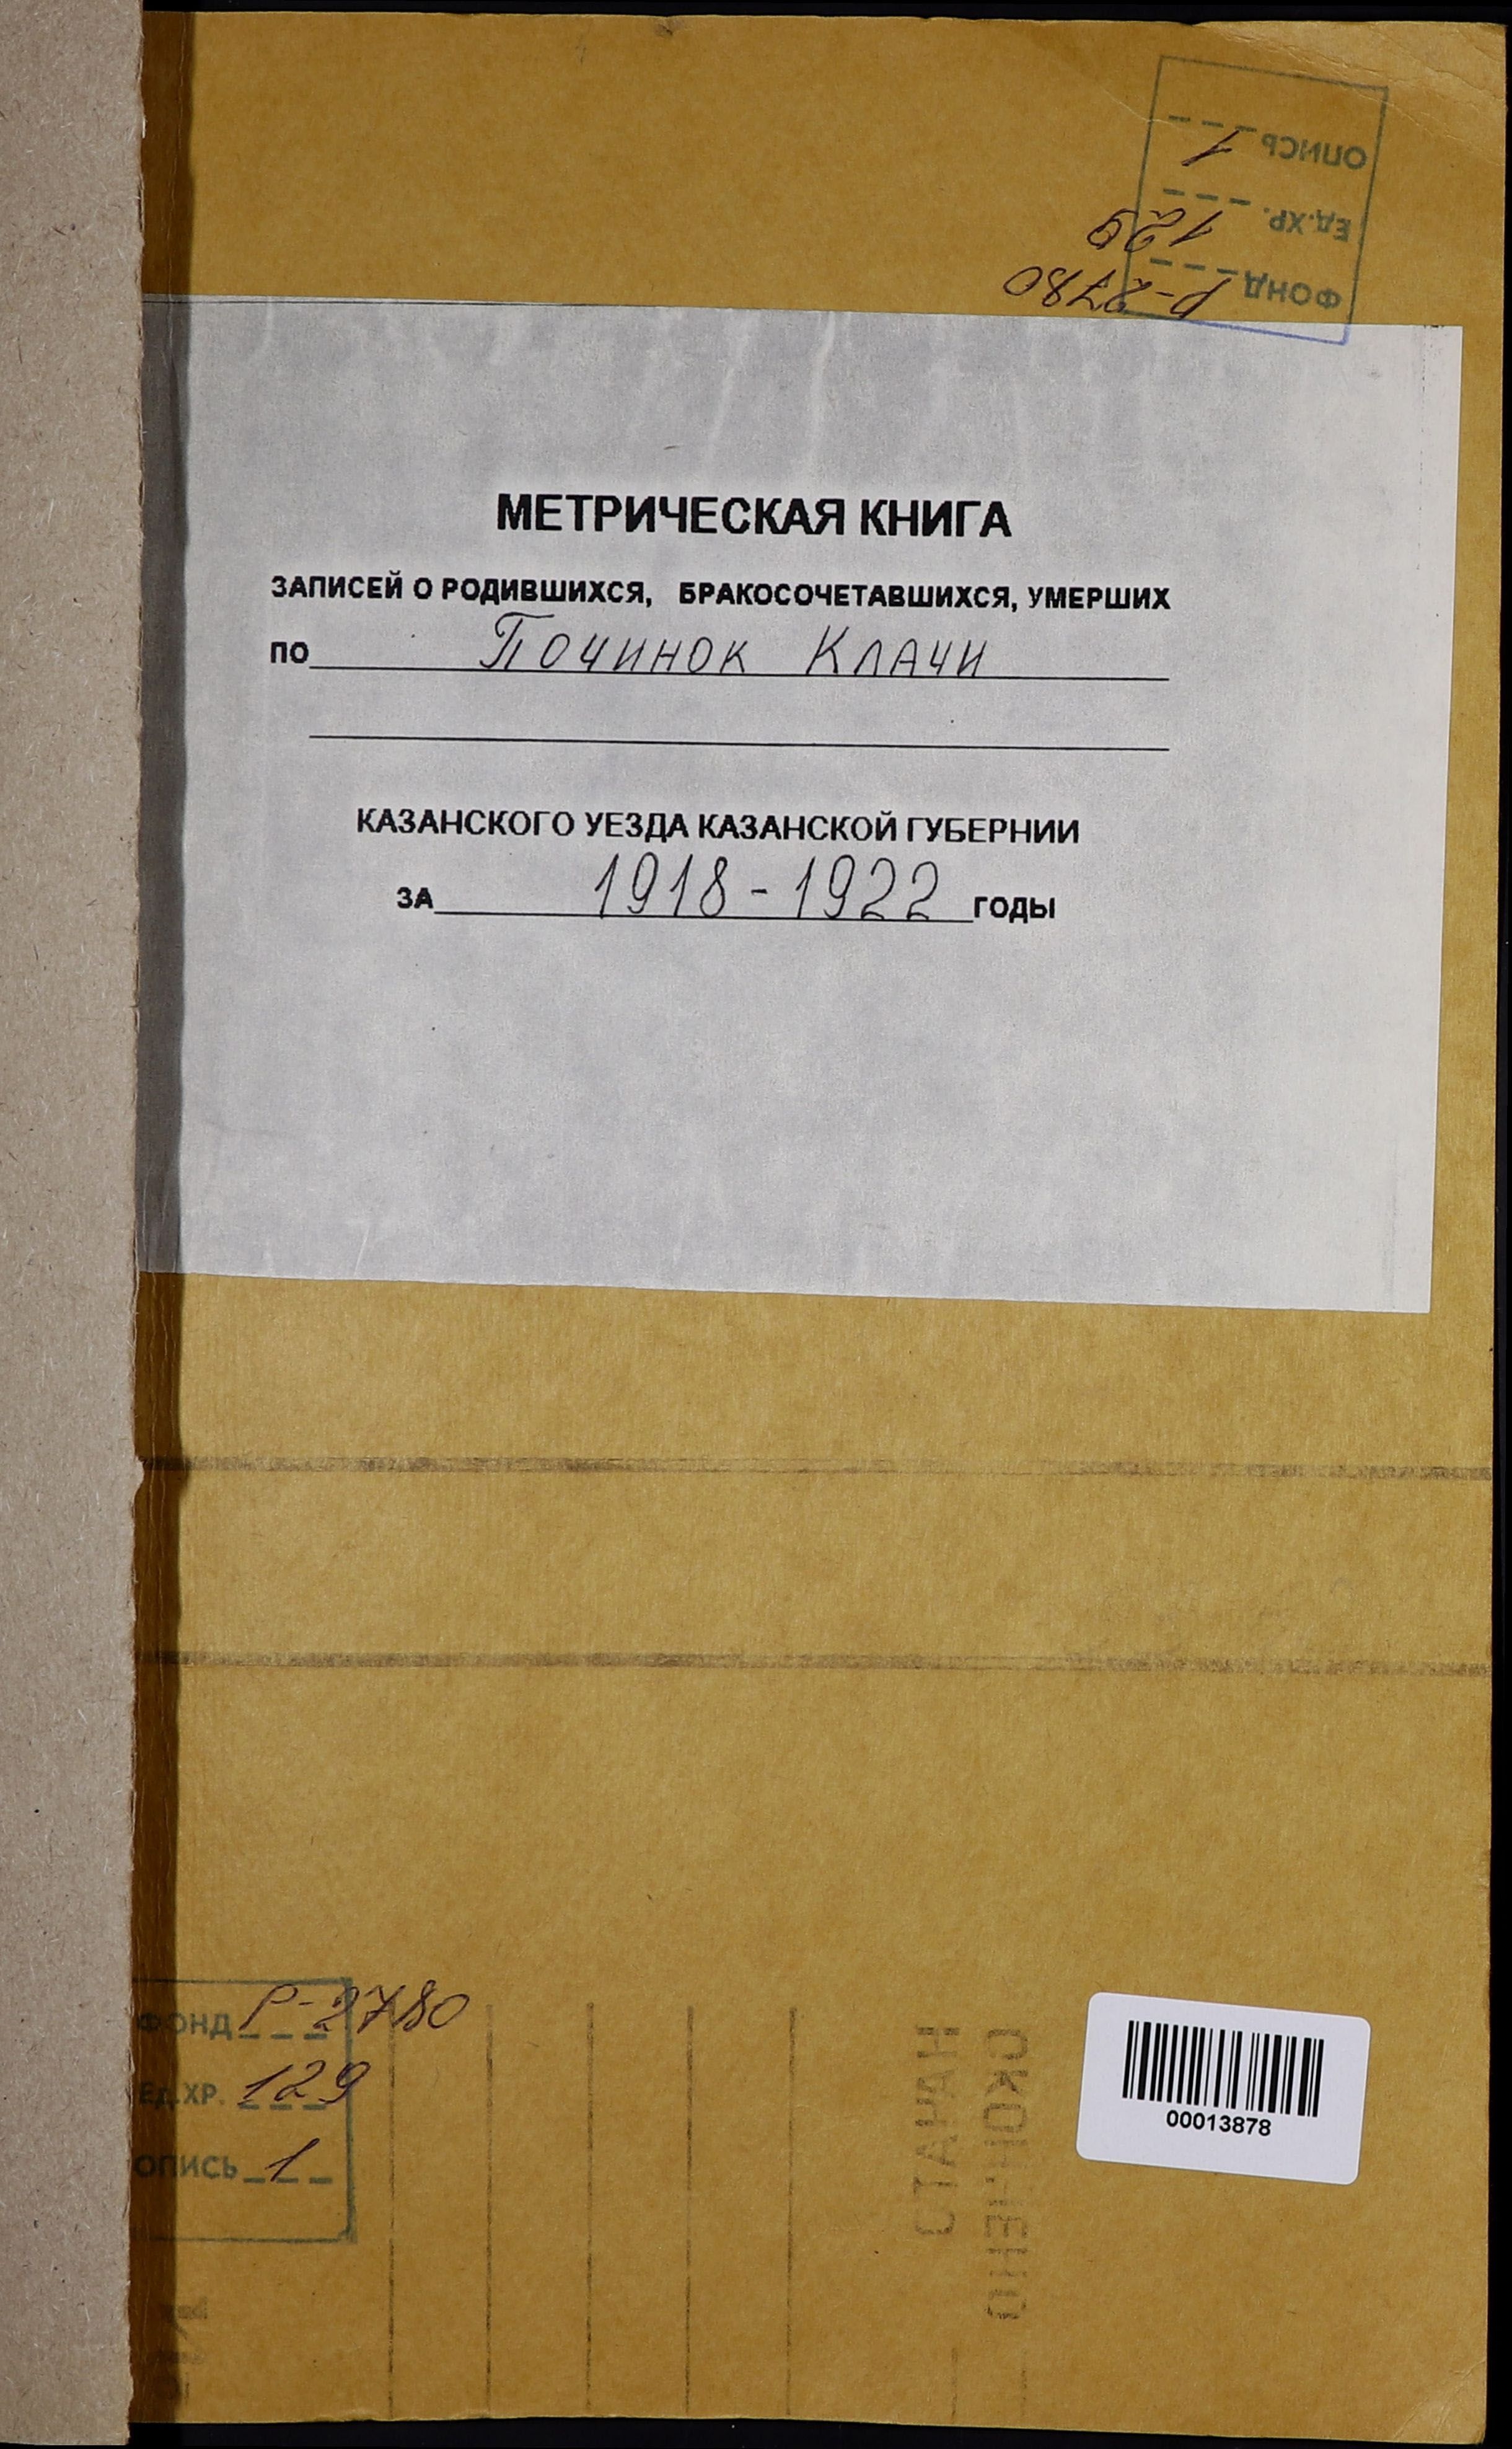 ОПИСЬ 1
ЕД.ХР. 129
ФОНД Р-2780
МЕТРИЧЕСКАЯ КНИГА
ЗАПИСЕЙ О РОДИВШИХСЯ, БРАКОСОЧЕТАВШИХСЯ, УМЕРШИХ
ПО Починок Клачи
КАЗАНСКОГО УЕЗДА КАЗАНСКОЙ ГУБЕРНИИ
ЗА 1918-1922 ГОДЫ
ФОНД Р-2780
ЕД.ХР. 129
ОПИСЬ 1
00013878